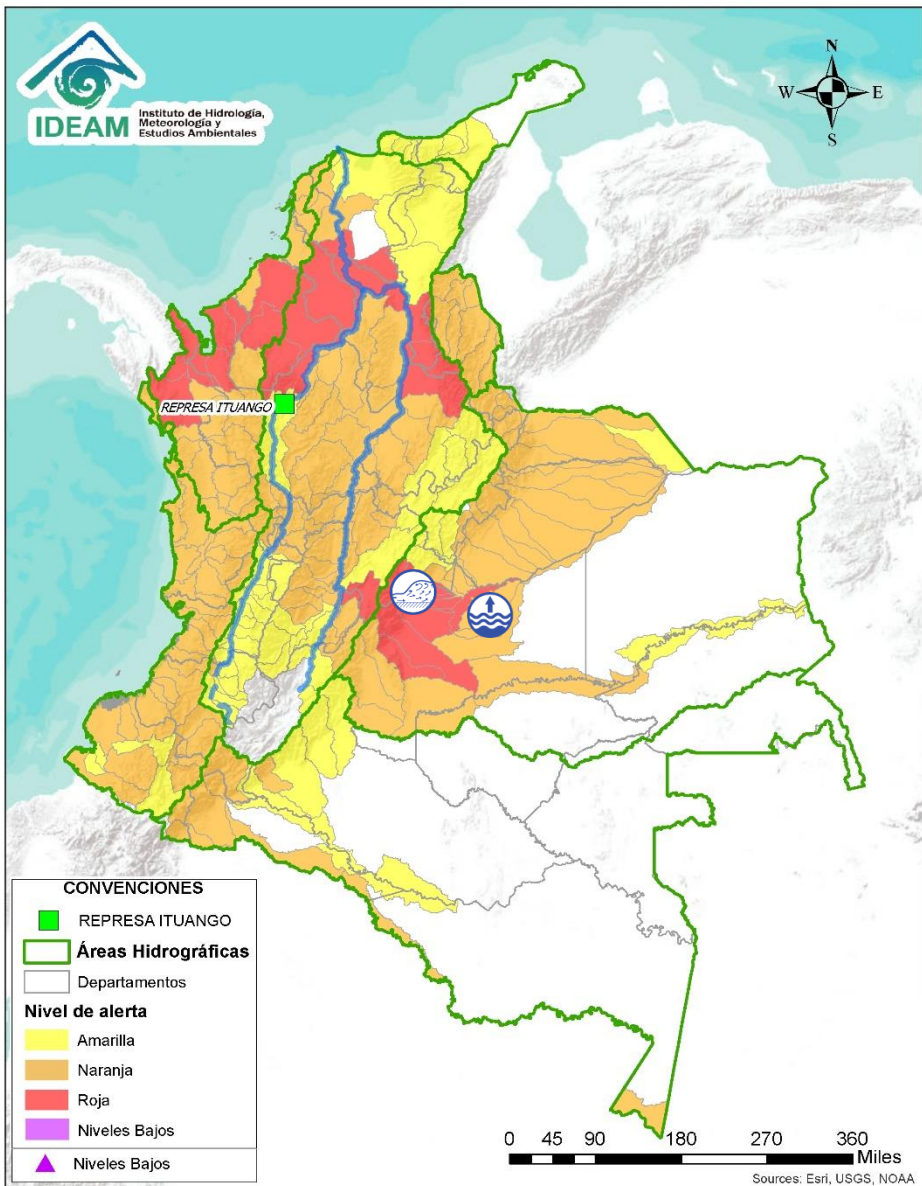 IDEAM
Instituto de Hidrología,
Meteorología y
Estudios Ambientales
N
W
E
S
REPRESA ITUANGO
CONVENCIONES
REPRESA ITUANGO
Áreas Hidrográficas
Departamentos
Nivel de alerta
Amarilla
Naranja
Roja
Niveles Bajos
Niveles Bajos
0 45 90 180 270 360
Miles
Sources: Esri, USGS, NOAA